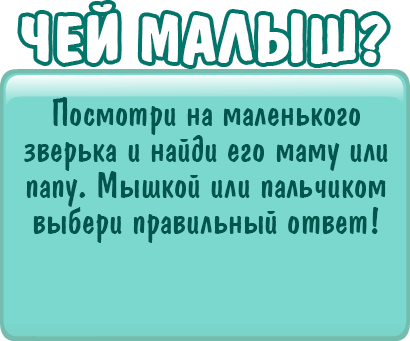 ЧЕЙ МАЛЫШ?
Посмотри на маленького
зверька и найди его маму или
папу. Мышкой или пальчиком
выбери правильный ответ!